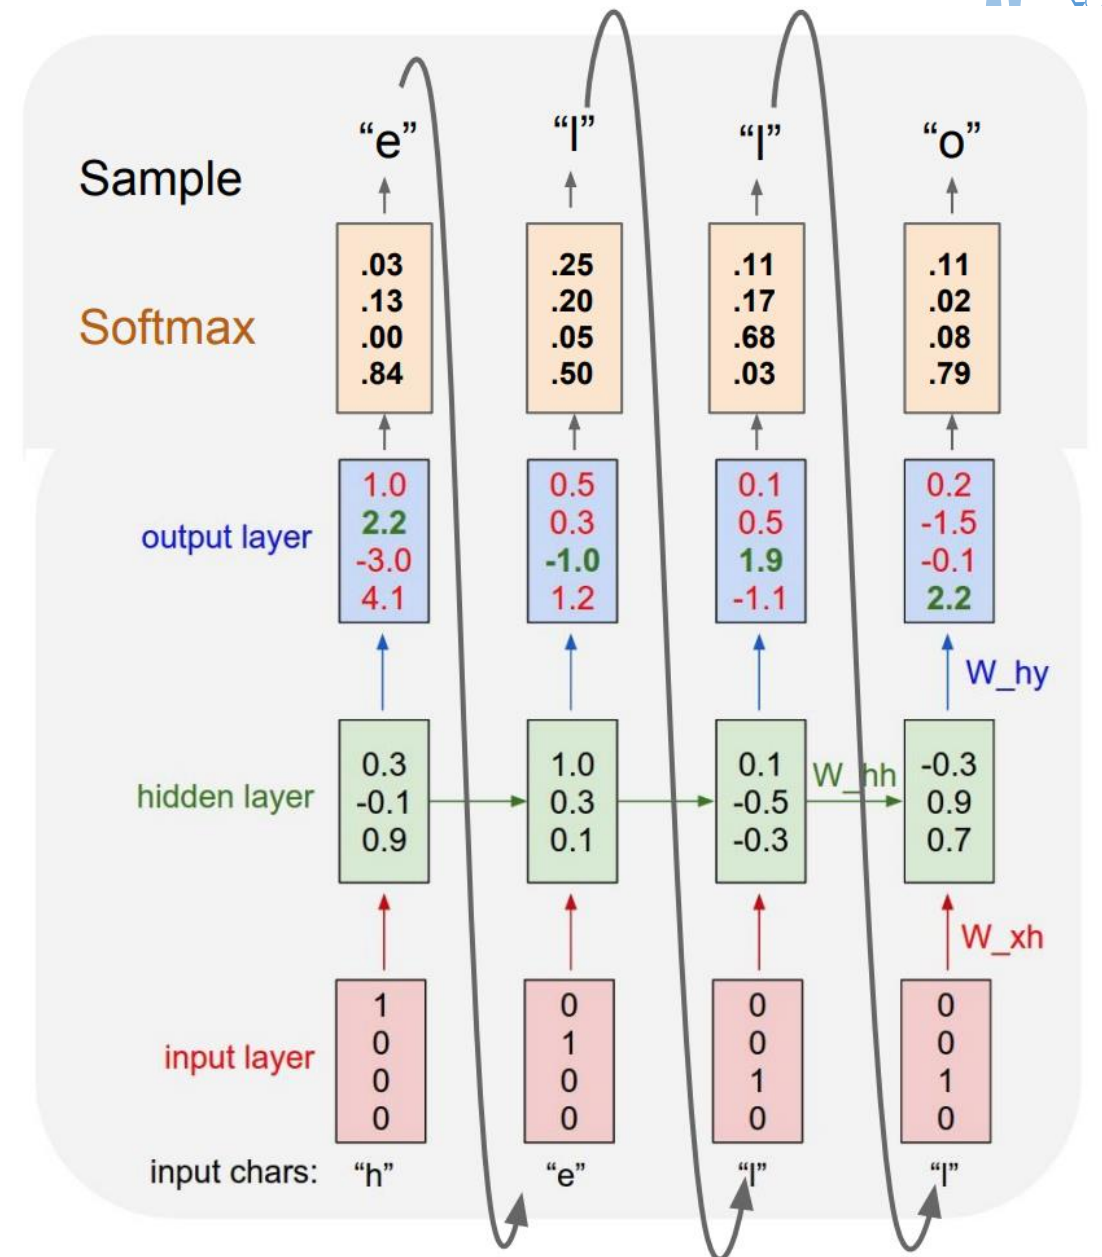 “e” “l” “l” “o”
Sample
.03 .25 .11 .11
.13 .20 .17 .02
Softmax
.00 .05 .68 .08
.84 .50 .03 .79
1.0 0.5 0.1 0.2
2.2 0.3 0.5 -1.5
output layer
-3.0 -1.0 1.9 -0.1
4.1 1.2 -1.1 2.2
W_hy
0.3 1.0 0.1 -0.3
W_hh
hidden layer
-0.1 0.3 -0.5 0.9
0.9 0.1 -0.3 0.7
W_xh
1 0 0 0
0 1 0 0
input layer
0 0 1 1
0 0 0 0
input chars: “h” “e” “l” “l”